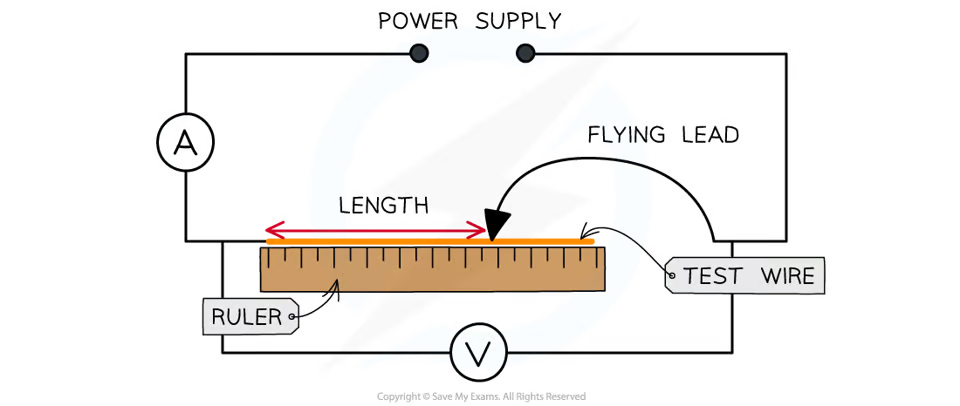 POWER SUPPLY
A
FLYING LEAD
LENGTH
TEST WIRE
RULER
V
Copyright © Save My Exams. All Rights Reserved